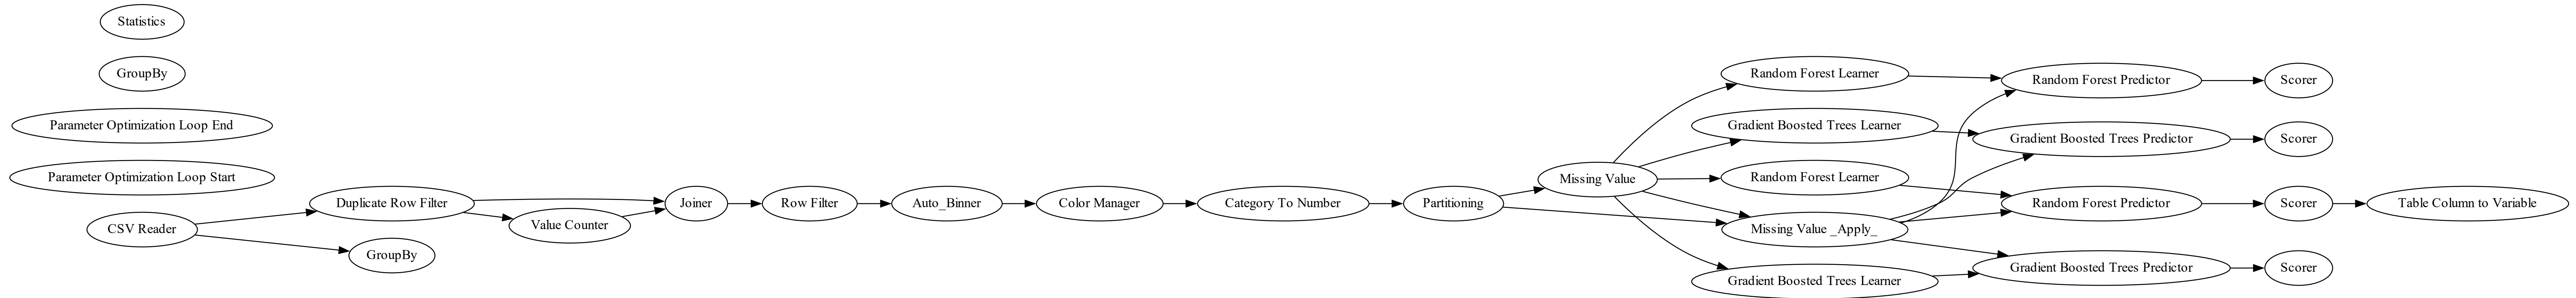 Statistics
GroupBy
Parameter Optimization Loop End
Parameter Optimization Loop Start
CSV Reader
Duplicate Row Filter
GroupBy
Value Counter
Joiner
Row Filter
Auto_Binner
Color Manager
Category To Number
Partitioning
Missing Value
Random Forest Learner
Gradient Boosted Trees Learner
Random Forest Learner
Missing Value _Apply_
Gradient Boosted Trees Learner
Random Forest Predictor
Gradient Boosted Trees Predictor
Random Forest Predictor
Gradient Boosted Trees Predictor
Scorer
Scorer
Scorer
Scorer
Table Column to Variable